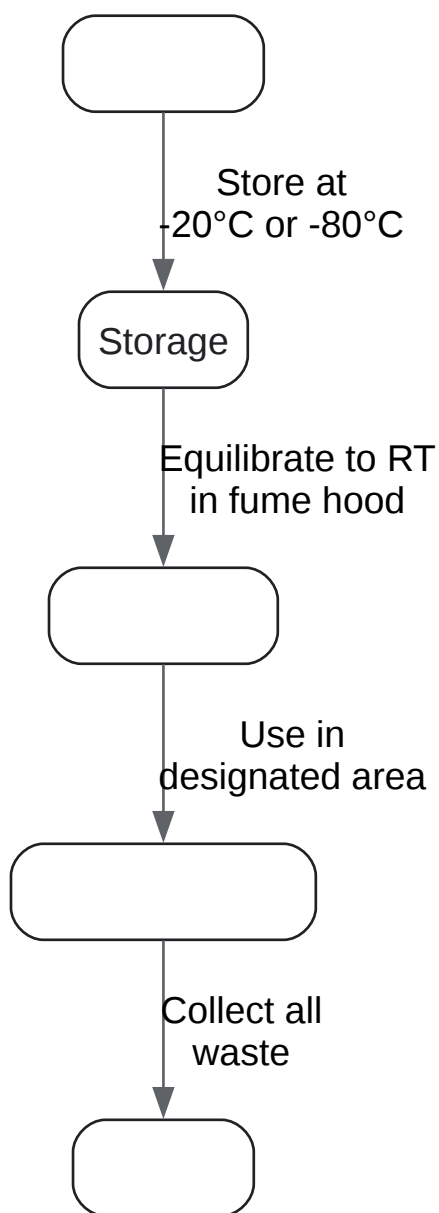 Store at
-20°C or -80°C
Storage
Equilibrate to RT
in fume hood
Use in
designated area
Collect all
waste